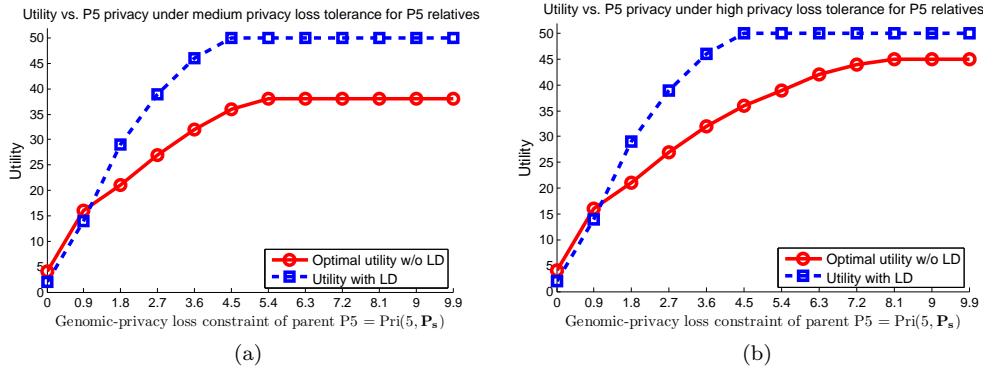 Utility vs. P5 privacy under medium privacy loss tolerance for P5 relatives
50
45
40
35
30
25
20
15
10
5
0
Utility
0 0.9 1.8 2.7 3.6 4.5 5.4 6.3 7.2 8.1 9 9.9
Optimal utility w/o LD
Utility with LD
Genomic-privacy loss constraint of parent P5 = Pri(5, Pₛ)
(a)
Utility vs. P5 privacy under high privacy loss tolerance for P5 relatives
50
45
40
35
30
25
20
15
10
5
0
Utility
0 0.9 1.8 2.7 3.6 4.5 5.4 6.3 7.2 8.1 9 9.9
Optimal utility w/o LD
Utility with LD
Genomic-privacy loss constraint of parent P5 = Pri(5, Pₛ)
(b)